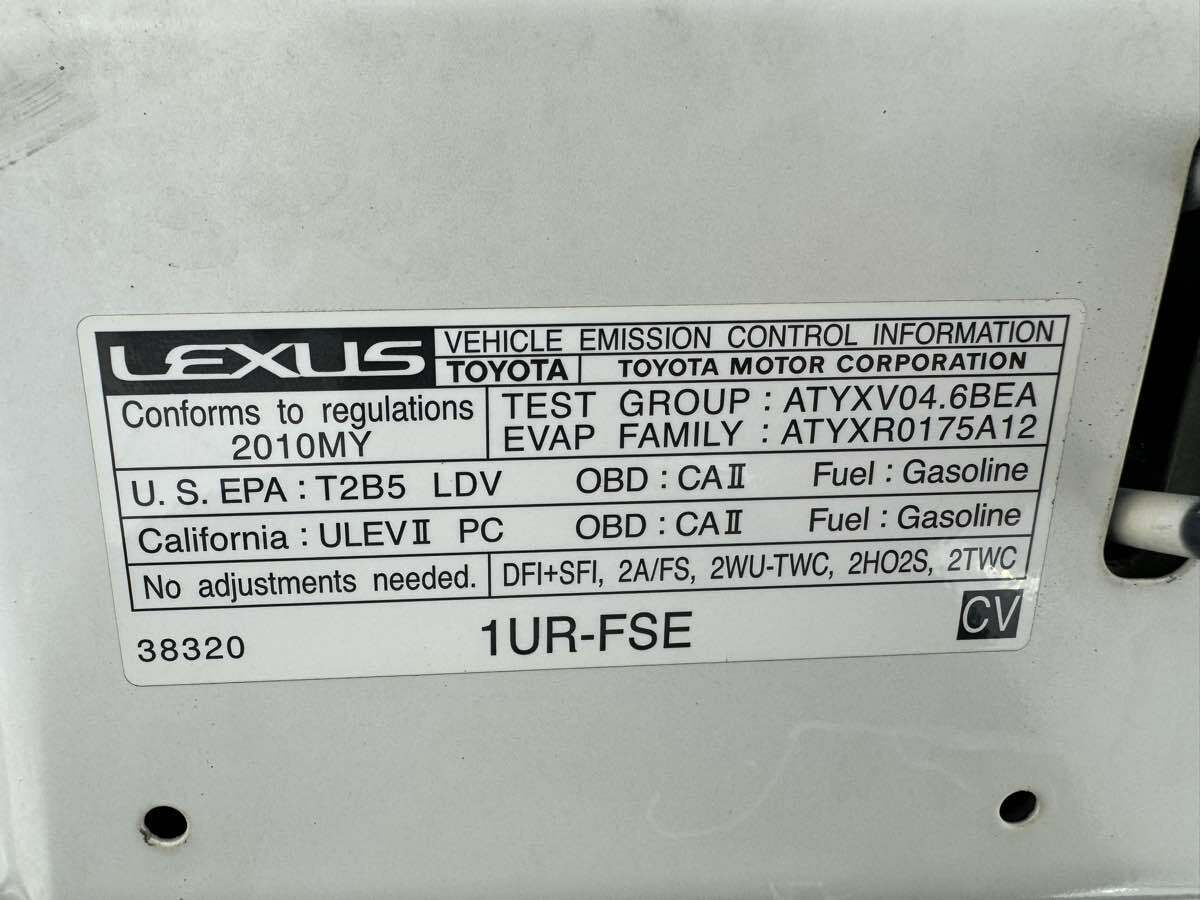 LEXUS
VEHICLE EMISSION CONTROL INFORMATION
TOYOTA TOYOTA MOTOR CORPORATION
Conforms to regulations
2010MY
TEST GROUP : ATYXV04.6BEA
EVAP FAMILY : ATYXR0175A12
U. S. EPA : T2B5 LDV OBD : CAⅡ Fuel : Gasoline
California : ULEVⅡ PC OBD : CAⅡ Fuel : Gasoline
No adjustments needed. DFI+SFI, 2A/FS, 2WU-TWC, 2HO2S, 2TWC
38320 1UR-FSE CV